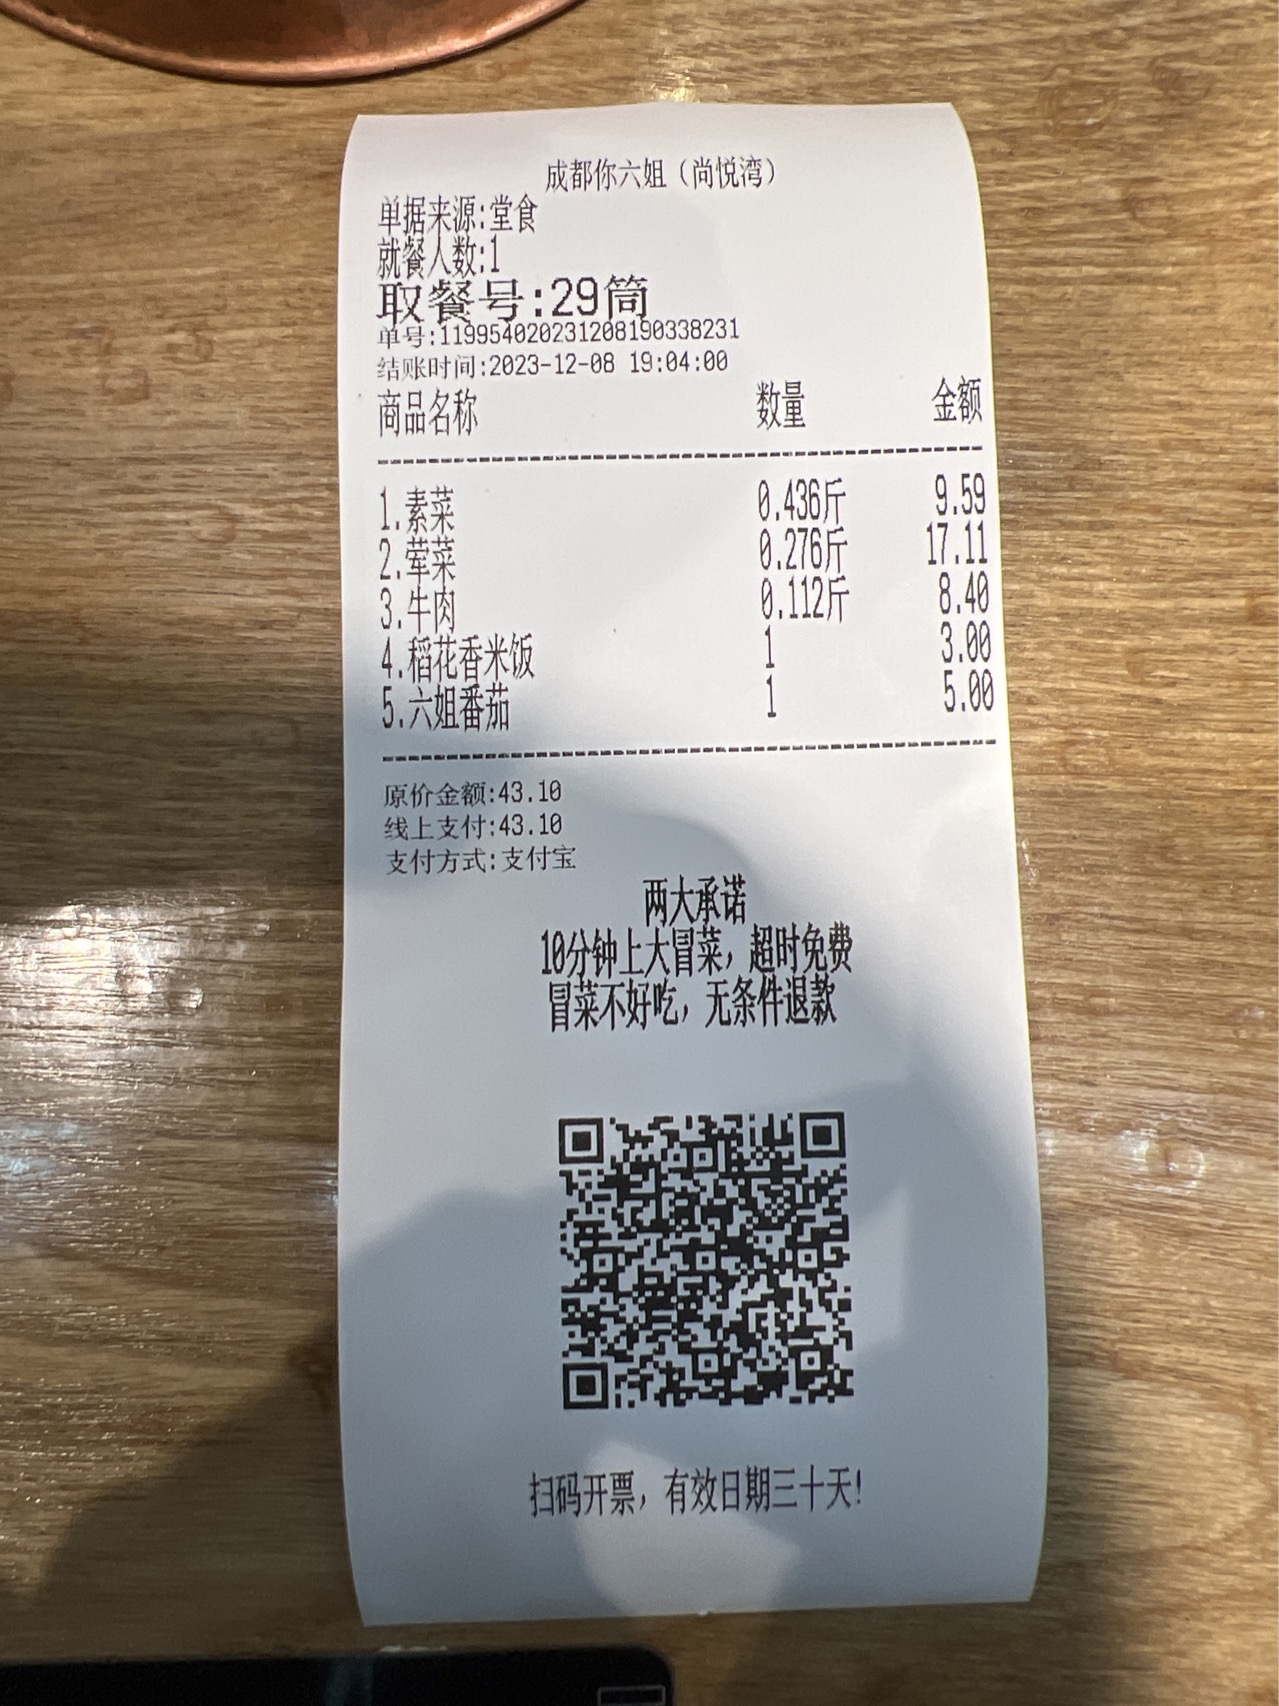 成都你六姐（尚悦湾）
单据来源:堂食
就餐人数:1
取餐号:29筒
单号:119954020231208190338231
结账时间:2023-12-08 19:04:00
商品名称 数量 金额
1.素菜 0.436斤 9.59
2.荤菜 0.276斤 17.11
3.牛肉 0.112斤 8.40
4.稻花香米饭 1 3.00
5.六姐番茄 1 5.00
原价金额:43.10
线上支付:43.10
支付方式:支付宝
两大承诺
10分钟上大冒菜，超时免费
冒菜不好吃，无条件退款
扫码开票，有效日期三十天!